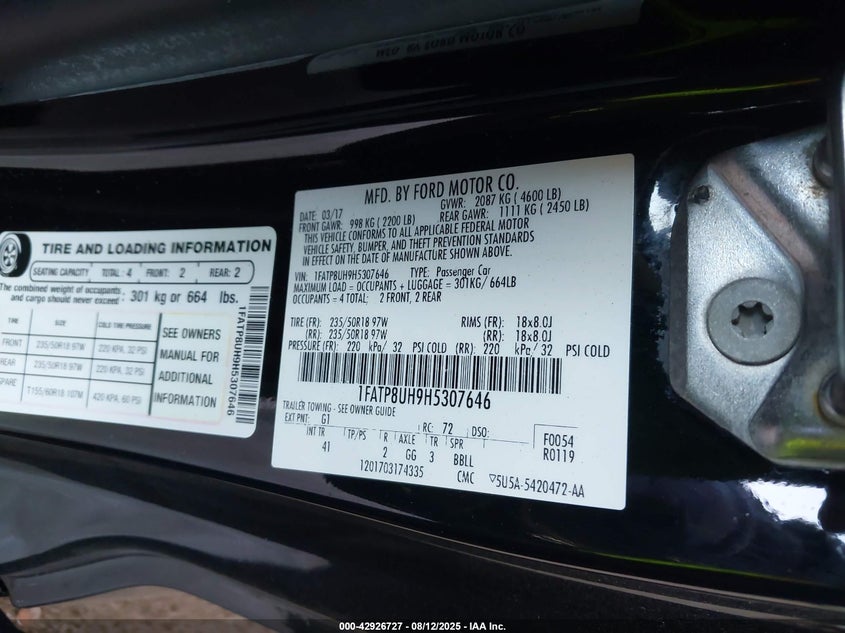 MFD. BY FORD MOTOR CO.
TIRE AND LOADING INFORMATION
SEATING CAPACITY TOTAL: 4 FRONT: 2 REAR: 2
The combined weight of occupants
and cargo should never exceed: 301 kg or 664 lbs.
TIRE SIZE COLD TIRE PRESSURE
FRONT 235/50R18 97W 220 KPA, 32 PSI
REAR 235/50R18 97W 220 KPA, 32 PSI
SPARE T155/60R18 107M 420 KPA, 60 PSI
SEE OWNERS
MANUAL FOR
ADDITIONAL
INFORMATION
1FATP8UH9H5307646
MFD. BY FORD MOTOR CO.
DATE: 03/17 GVWR: 2087 KG ( 4600 LB)
FRONT GAWR: 998 KG ( 2200 LB) REAR GAWR: 1111 KG ( 2450 LB)
THIS VEHICLE CONFORMS TO ALL APPLICABLE FEDERAL MOTOR
VEHICLE SAFETY, BUMPER, AND THEFT PREVENTION STANDARDS
IN EFFECT ON THE DATE OF MANUFACTURE SHOWN ABOVE.
VIN: 1FATP8UH9H5307646 TYPE: Passenger Car
MAXIMUM LOAD = OCCUPANTS + LUGGAGE = 301KG/ 664LB
OCCUPANTS = 4 TOTAL: 2 FRONT, 2 REAR
TIRE (FR): 235/50R18 97W RIMS (FR): 18x8.0J
(RR): 235/50R18 97W (RR): 18x8.0J
PRESSURE (FR): 220 kPa/ 32 PSI COLD (RR): 220 kPa/ 32 PSI COLD
1FATP8UH9H5307646
TRAILER TOWING - SEE OWNER GUIDE
EXT PNT: G1 RC: 72 DSO:
F0054
R0119
INT TR TP/PS R AXLE TR SPR
41 2 GG 3 BBLL
1201703174335 CMC
▽5U5A-5420472-AA
000-42926727 - 08/12/2025 - IAA Inc.